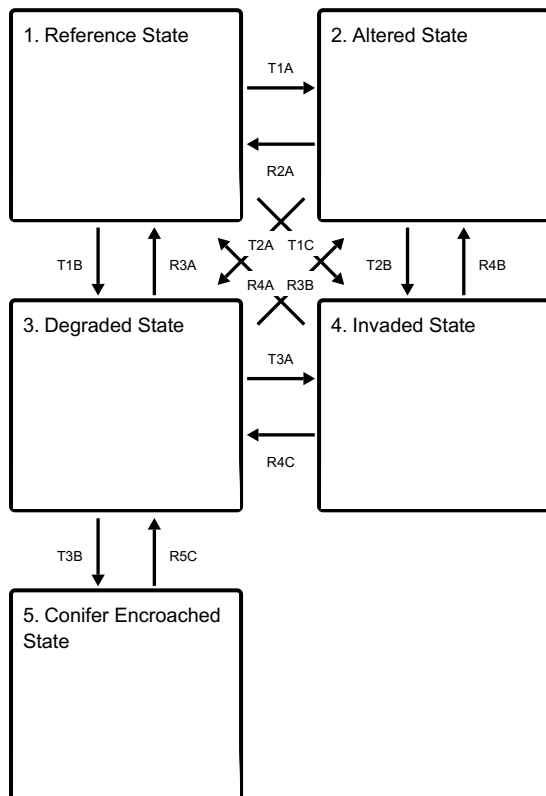 1. Reference State
2. Altered State
T1A
R2A
T1B
R3A
T2A
T1C
T2B
R4B
R4A
R3B
3. Degraded State
4. Invaded State
T3A
R4C
T3B
R5C
5. Conifer Encroached
State